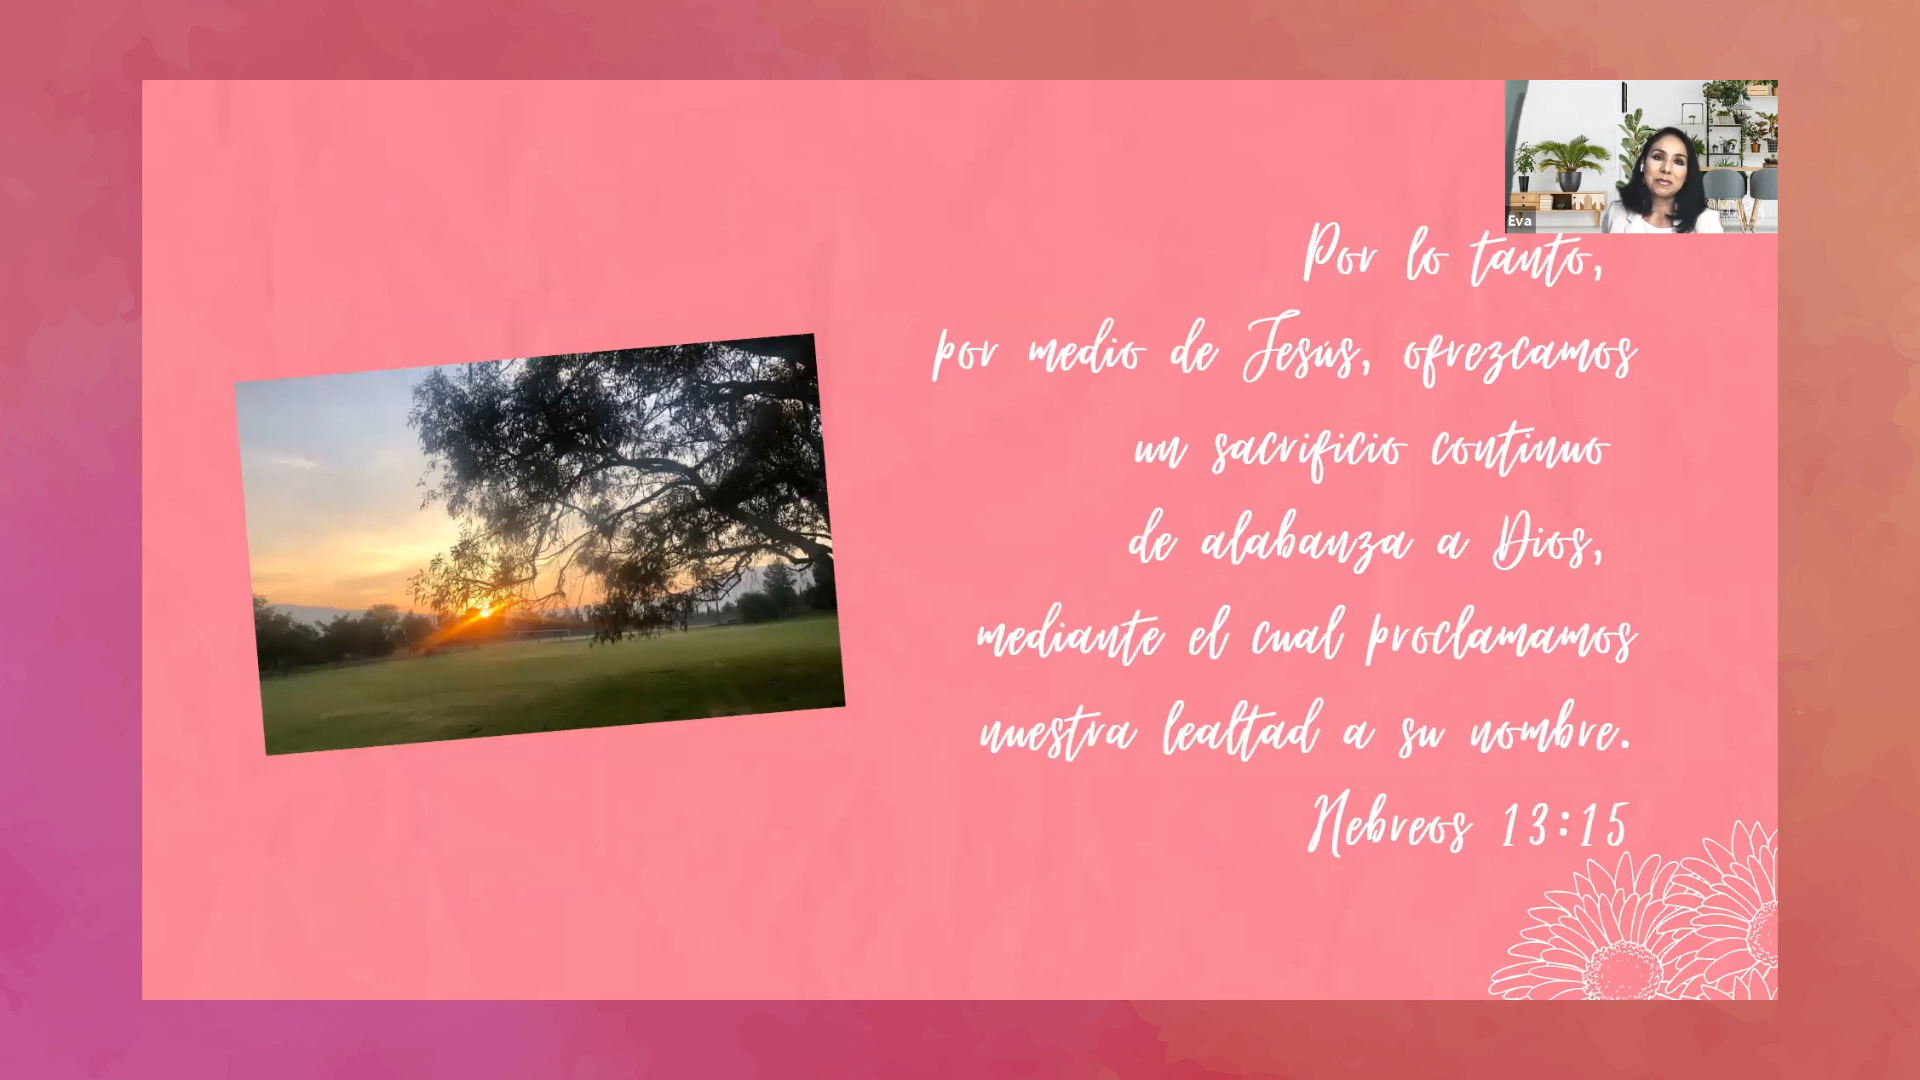 Eva
Por lo tanto,
por medio de Jesús, ofrezcamos
un sacrificio continuo
de alabanza a Dios,
mediante el cual proclamamos
nuestra lealtad a su nombre.
Hebreos 13:15